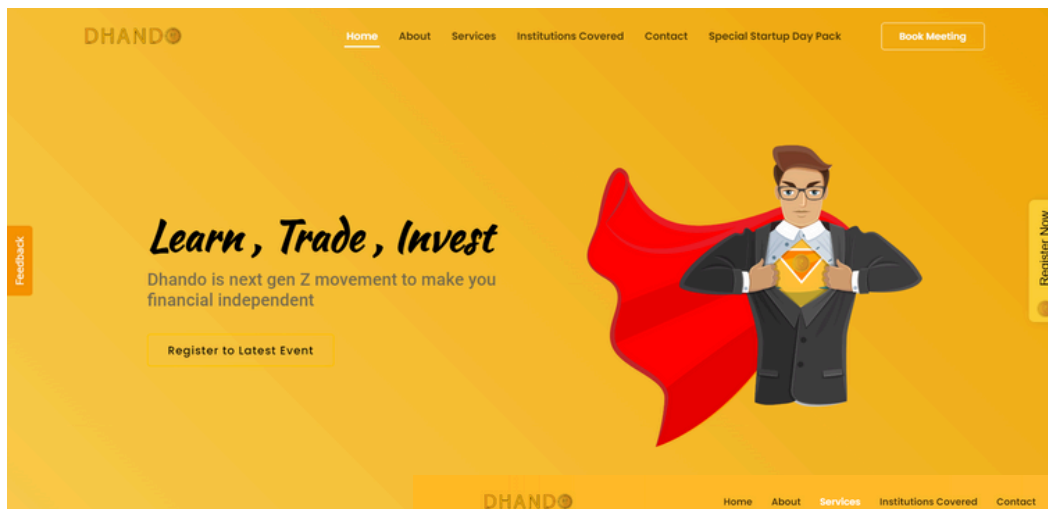 DHANDO
Home About Services Institutions Covered Contact Special Startup Day Pack Book Meeting
Feedback
Learn , Trade , Invest
Dhando is next gen Z movement to make you
financial independent
Register to Latest Event
Register Now
DHANDO
Home About Services Institutions Covered Contact